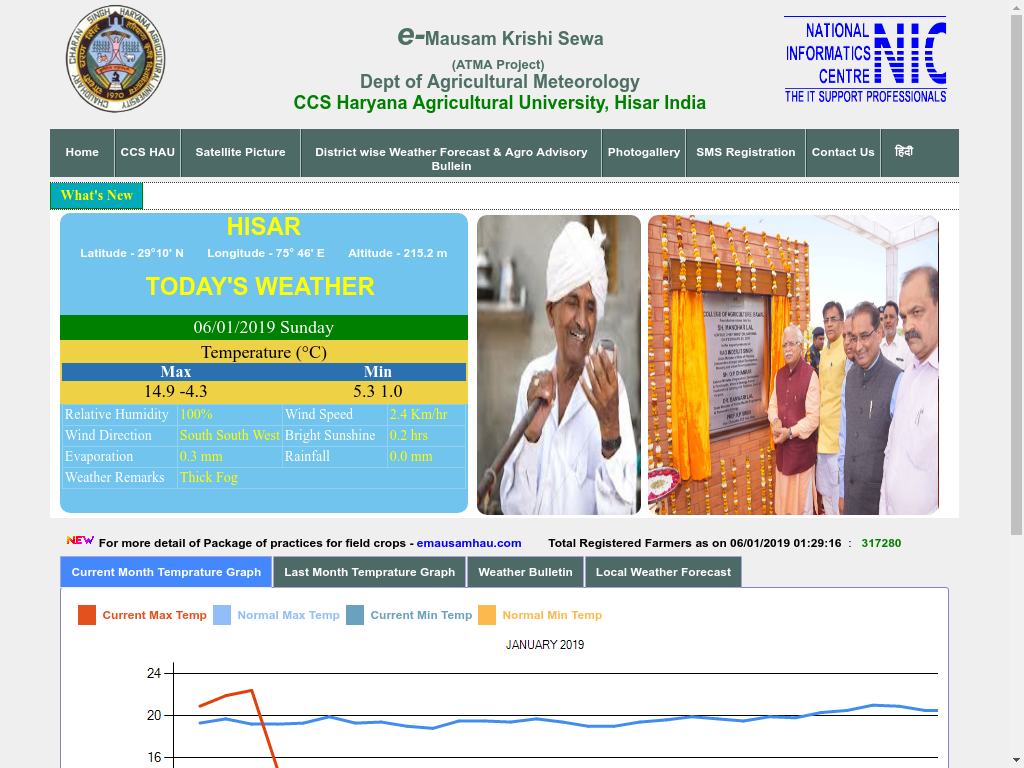 e-Mausam Krishi Sewa
(ATMA Project)
Dept of Agricultural Meteorology
CCS Haryana Agricultural University, Hisar India
NATIONAL
INFORMATICS
CENTRE
NIC
THE IT SUPPORT PROFESSIONALS
1970
Home
CCS HAU
Satellite Picture
District wise Weather Forecast & Agro Advisory
Bullein
Photogallery
SMS Registration
Contact Us
हिंदी
What's New
HISAR
Latitude - 29°10' N Longitude - 75° 46' E Altitude - 215.2 m
TODAY'S WEATHER
06/01/2019 Sunday
Temperature (°C)
Max Min
14.9 -4.3 5.3 1.0
Relative Humidity 100% Wind Speed 2.4 Km/hr
Wind Direction South South West Bright Sunshine 0.2 hrs
Evaporation 0.3 mm Rainfall 0.0 mm
Weather Remarks Thick Fog
COLLEGE OF AGRICULTURE, BAWAL
SH. MANOHAR LAL
NEW For more detail of Package of practices for field crops - emausamhau.com Total Registered Farmers as on 06/01/2019 01:29:16 : 317280
Current Month Temprature Graph
Last Month Temprature Graph
Weather Bulletin
Local Weather Forecast
Current Max Temp Normal Max Temp Current Min Temp Normal Min Temp
JANUARY 2019
24
20
16